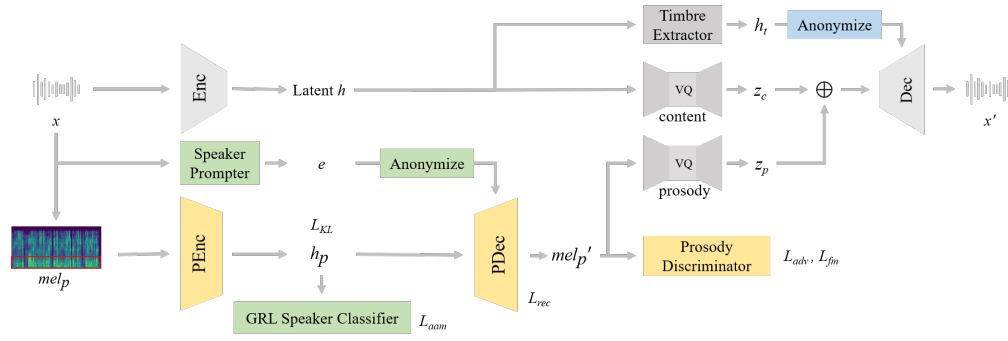 Timbre
Extractor
h_t
Anonymize
Enc
Latent h
VQ
content
z_c
⊕
Dec
x
x'
Speaker
Prompter
e
Anonymize
VQ
prosody
z_p
PEnc
L_KL
h_p
PDec
mel_p'
Prosody
Discriminator
L_adv, L_fm
mel_p
L_rec
GRL Speaker Classifier
L_aam